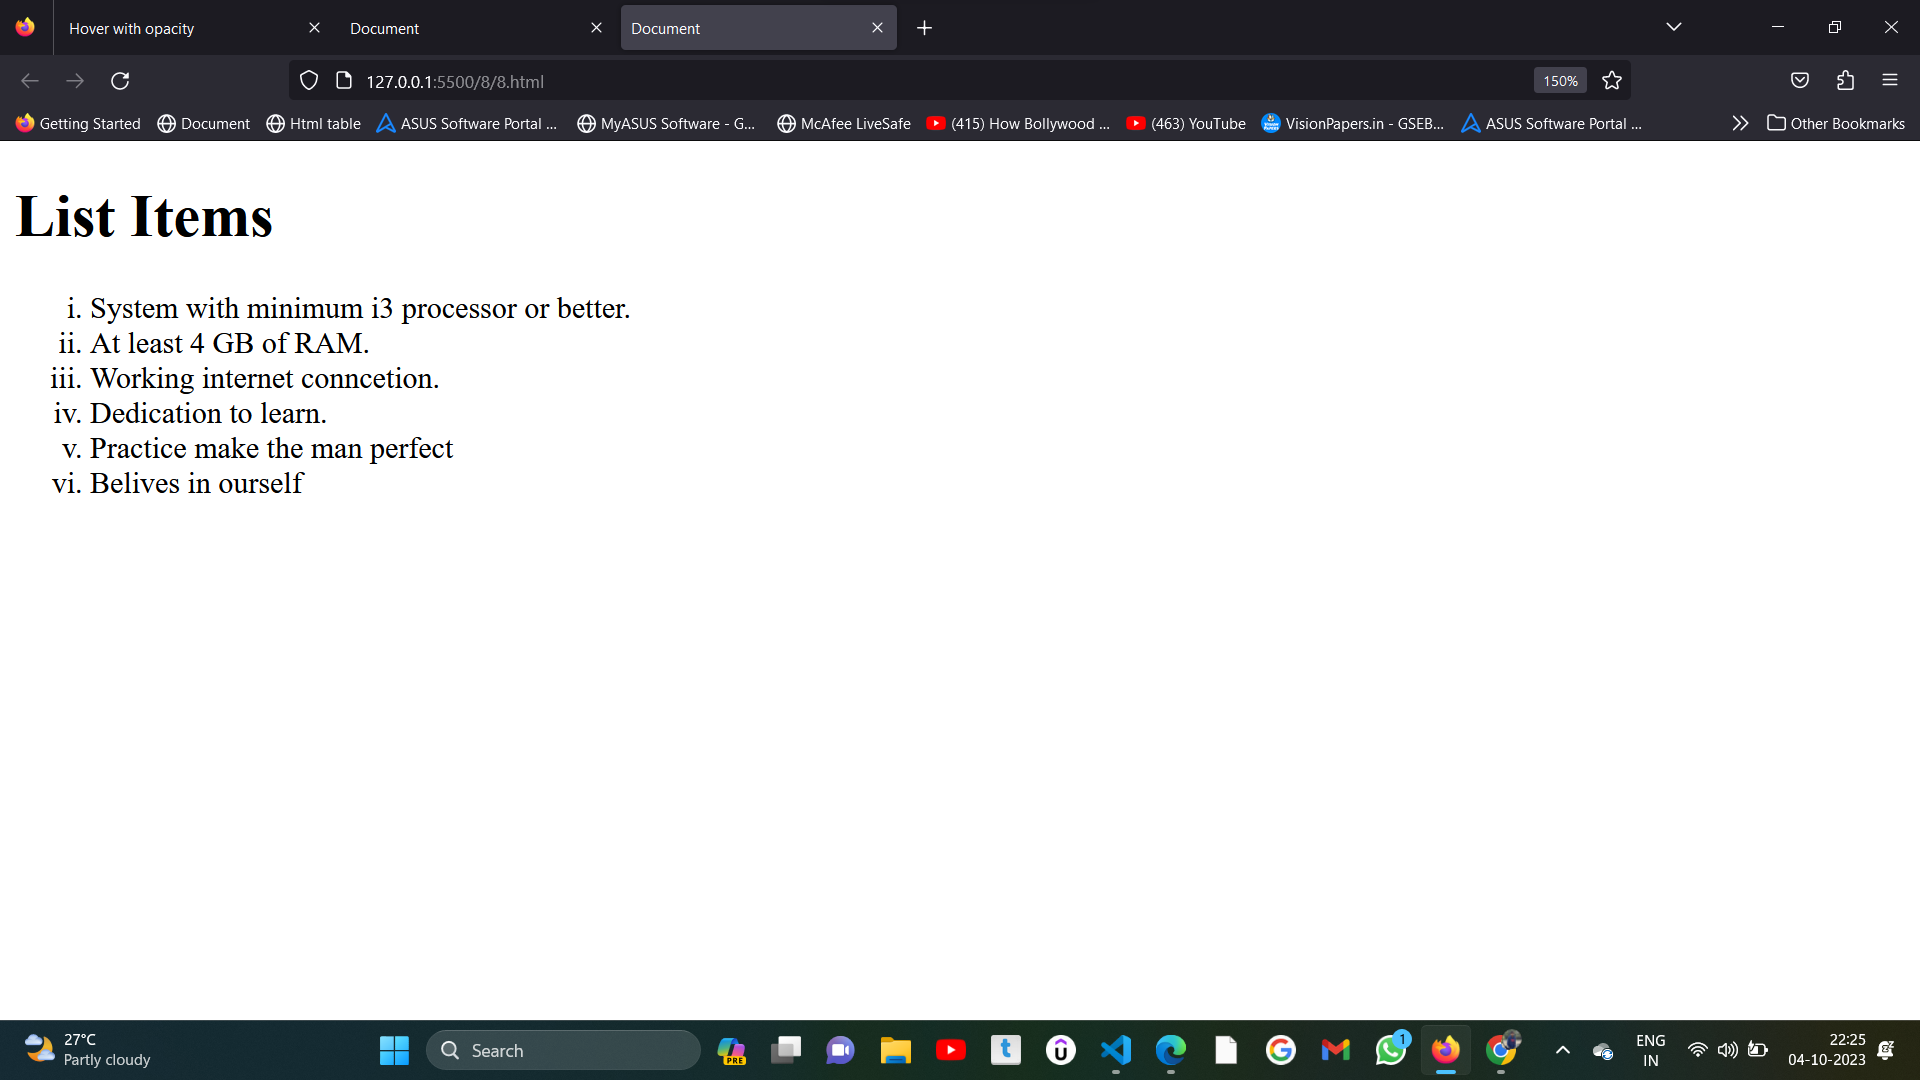 Hover with opacity
Document
Document
127.0.0.1:5500/8/8.html
150%
Getting Started
Document
Html table
ASUS Software Portal ...
MyASUS Software - G...
McAfee LiveSafe
(415) How Bollywood ...
(463) YouTube
VisionPapers.in - GSEB...
ASUS Software Portal ...
Other Bookmarks
List Items
i. System with minimum i3 processor or better.
ii. At least 4 GB of RAM.
iii. Working internet conncetion.
iv. Dedication to learn.
v. Practice make the man perfect
vi. Belives in ourself
27°C
Partly cloudy
Search
PRE
t
1
ENG
IN
22:25
04-10-2023